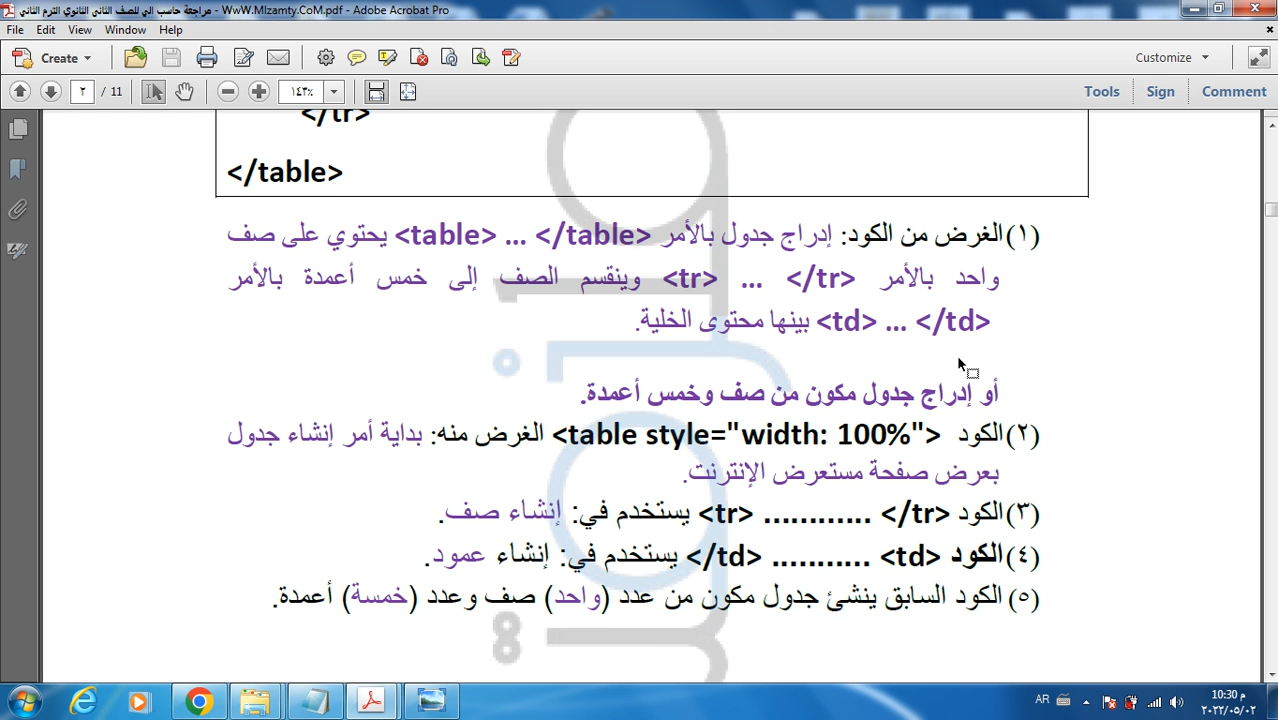 مراجعة حاسب الي للصف الثاني الثانوي الترم الثاني - WwW.MIzamty.CoM.pdf - Adobe Acrobat Pro
File Edit View Window Help
Create Customize
٢ / 11 ١٤٣٪ Tools Sign Comment
</tr>
</table>
(١) الغرض من الكود: إدراج جدول بالأمر <table> ... </table> يحتوي على صف
واحد بالأمر <tr> ... </tr> وينقسم الصف إلى خمس أعمدة بالأمر
<td> ... </td> بينها محتوى الخلية.
أو إدراج جدول مكون من صف وخمس أعمدة.
(٢) الكود <table style="width: 100%"> الغرض منه: بداية أمر إنشاء جدول
بعرض صفحة مستعرض الإنترنت.
(٣) الكود <tr> ............ </tr> يستخدم في: إنشاء صف.
(٤) الكود <td> ........... </td> يستخدم في: إنشاء عمود.
(٥) الكود السابق ينشئ جدول مكون من عدد (واحد) صف وعدد (خمسة) أعمدة.
AR 10:30 م
٢٠٢٢/٠٥/٠٢